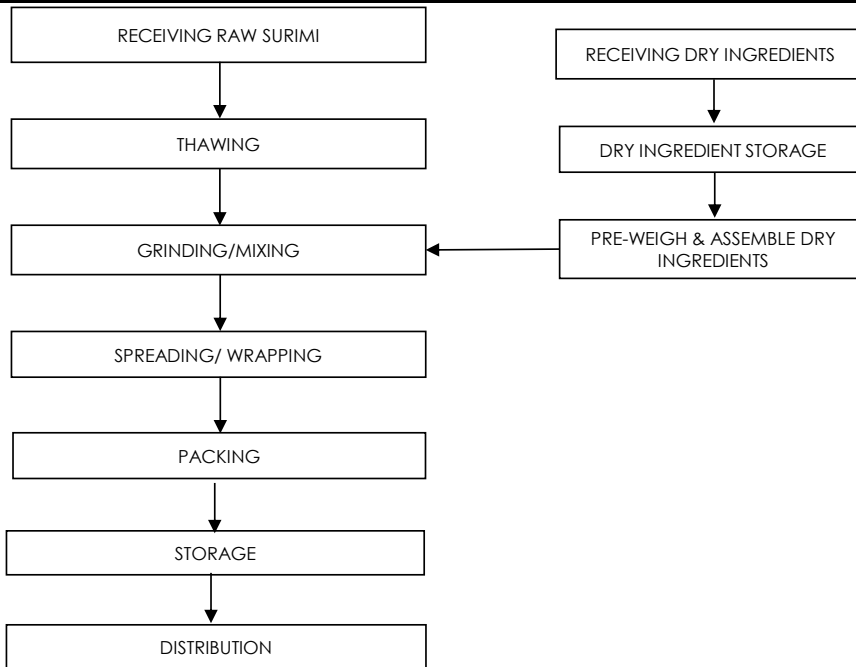 RECEIVING RAW SURIMI
THAWING
GRINDING/MIXING
SPREADING/ WRAPPING
PACKING
STORAGE
DISTRIBUTION
RECEIVING DRY INGREDIENTS
DRY INGREDIENT STORAGE
PRE-WEIGH & ASSEMBLE DRY
INGREDIENTS